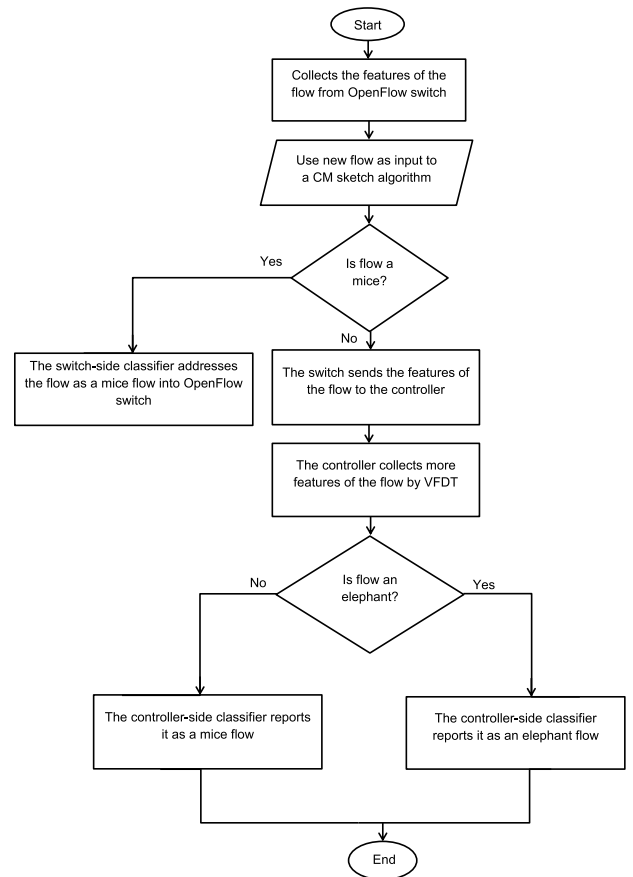 Start
Collects the features of the
flow from OpenFlow switch
Use new flow as input to
a CM sketch algorithm
Is flow a
mice?
Yes
No
The switch-side classifier addresses
the flow as a mice flow into OpenFlow
switch
The switch sends the features of
the flow to the controller
The controller collects more
features of the flow by VFDT
Is flow an
elephant?
No
Yes
The controller-side classifier reports
it as a mice flow
The controller-side classifier
reports it as an elephant flow
End